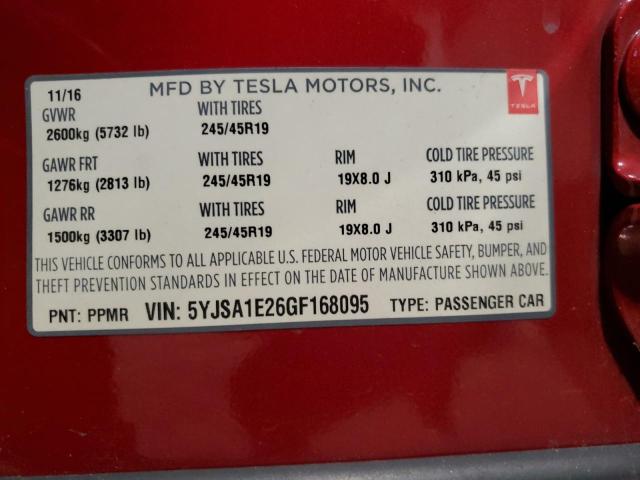 11/16 MFD BY TESLA MOTORS, INC.
TESLA
GVWR WITH TIRES
2600kg (5732 lb) 245/45R19
GAWR FRT WITH TIRES RIM COLD TIRE PRESSURE
1276kg (2813 lb) 245/45R19 19X8.0 J 310 kPa, 45 psi
GAWR RR WITH TIRES RIM COLD TIRE PRESSURE
1500kg (3307 lb) 245/45R19 19X8.0 J 310 kPa, 45 psi
THIS VEHICLE CONFORMS TO ALL APPLICABLE U.S. FEDERAL MOTOR VEHICLE SAFETY, BUMPER, AND
THEFT PREVENTION STANDARDS IN EFFECT ON THE DATE OF MANUFACTURE SHOWN ABOVE.
PNT: PPMR VIN: 5YJSA1E26GF168095 TYPE: PASSENGER CAR